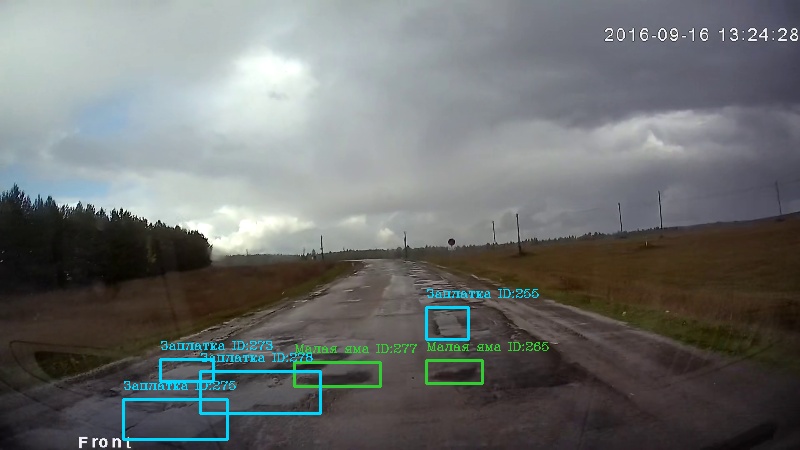 2016-09-16 13:24:28
Заплатка ID:255
Заплатка ID:273
Малая яма ID:277
Малая яма ID:265
Заплатка ID:278
Заплатка ID:275
Front